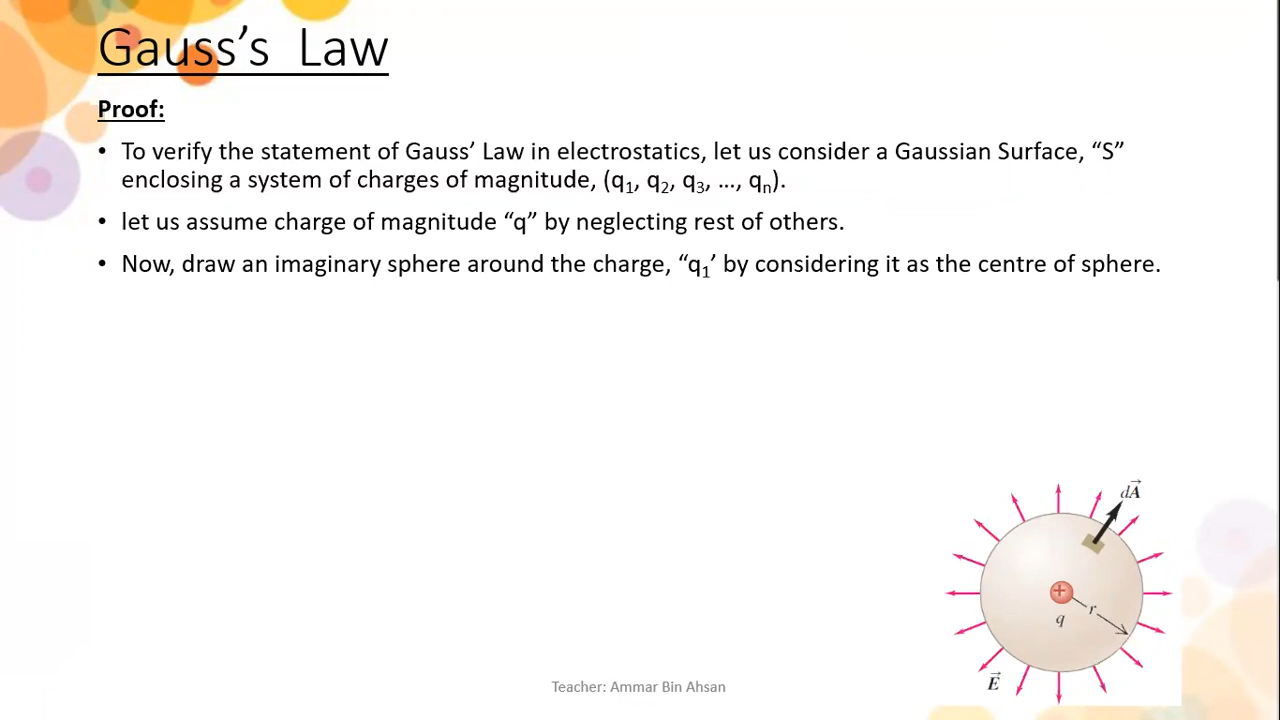 Gauss’s Law
Proof:
• To verify the statement of Gauss’ Law in electrostatics, let us consider a Gaussian Surface, “S”
enclosing a system of charges of magnitude, (q₁, q₂, q₃, …, qₙ).
• let us assume charge of magnitude “q” by neglecting rest of others.
• Now, draw an imaginary sphere around the charge, “q₁’ by considering it as the centre of sphere.
dA⃗
q
r
E⃗
Teacher: Ammar Bin Ahsan